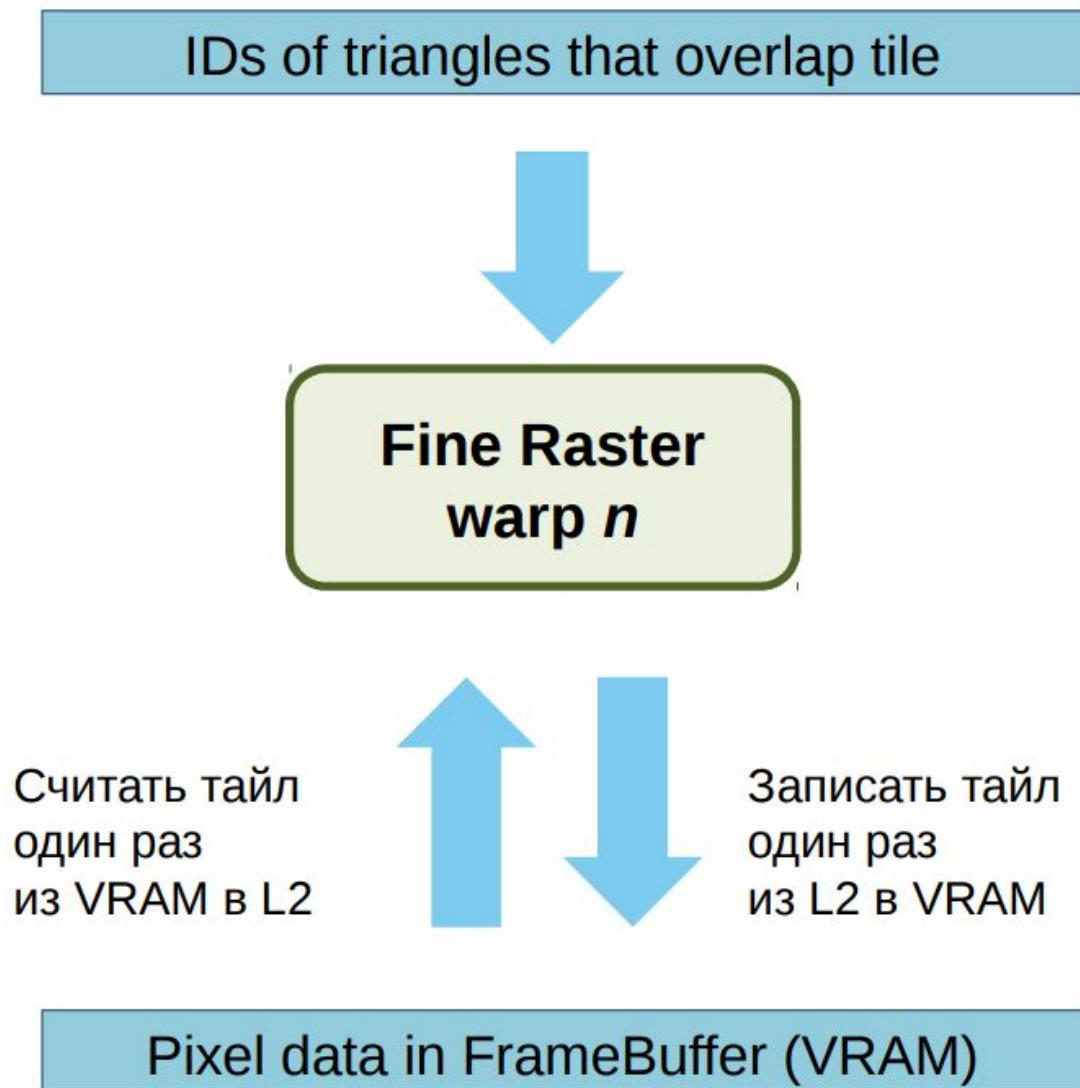 IDs of triangles that overlap tile
Fine Raster
warp n
Считать тайл
один раз
из VRAM в L2
Записать тайл
один раз
из L2 в VRAM
Pixel data in FrameBuffer (VRAM)